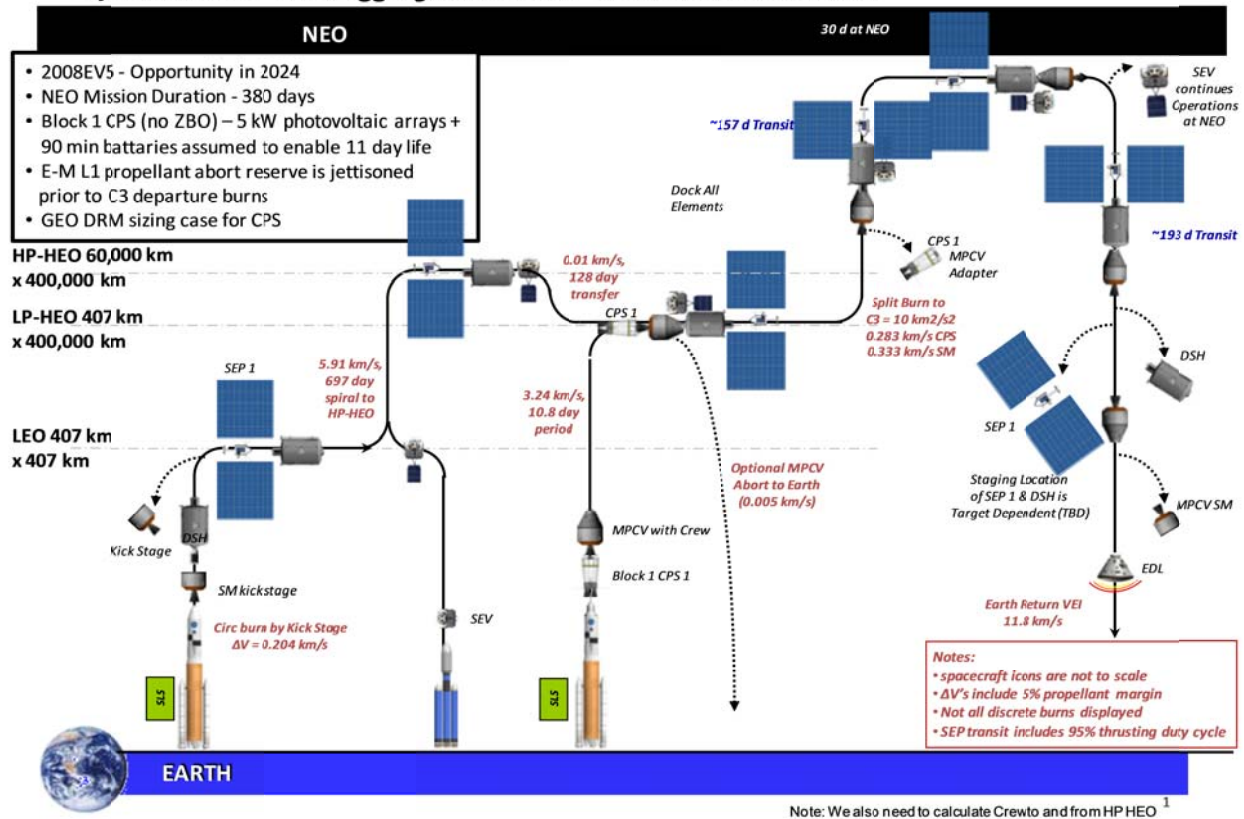 NEO
30 d at NEO
• 2008EV5 - Opportunity in 2024
• NEO Mission Duration - 380 days
• Block 1 CPS (no ZBO) – 5 kW photovoltaic arrays +
90 min battaries assumed to enable 11 day life
• E-M L1 propellant abort reserve is jettisoned
prior to C3 departure burns
• GEO DRM sizing case for CPS
SEV
continues
Operations
at NEO
~157 d Transit
Dock All
Elements
~193 d Transit
CPS 1
MPCV
Adapter
HP-HEO 60,000 km
x 400,000 km
0.01 km/s,
128 day
transfer
CPS 1
LP-HEO 407 km
x 400,000 km
Split Burn to
C3 = 10 km2/s2
0.283 km/s CPS
0.333 km/s SM
SEP 1
5.91 km/s,
697 day
spiral to
HP-HEO
3.24 km/s,
10.8 day
period
DSH
SEP 1
LEO 407 km
x 407 km
Optional MPCV
Abort to Earth
(0.005 km/s)
Staging Location
of SEP 1 & DSH is
Target Dependent (TBD)
MPCV SM
Kick Stage
DSH
MPCV with Crew
Block 1 CPS 1
SM kickstage
EDL
SEV
Circ burn by Kick Stage
ΔV = 0.204 km/s
Earth Return VEI
11.8 km/s
SLS
SLS
Notes:
• spacecraft icons are not to scale
• ΔV's include 5% propellant margin
• Not all discrete burns displayed
• SEP transit includes 95% thrusting duty cycle
EARTH
Note: We also need to calculate Crewto and from HP HEO 1